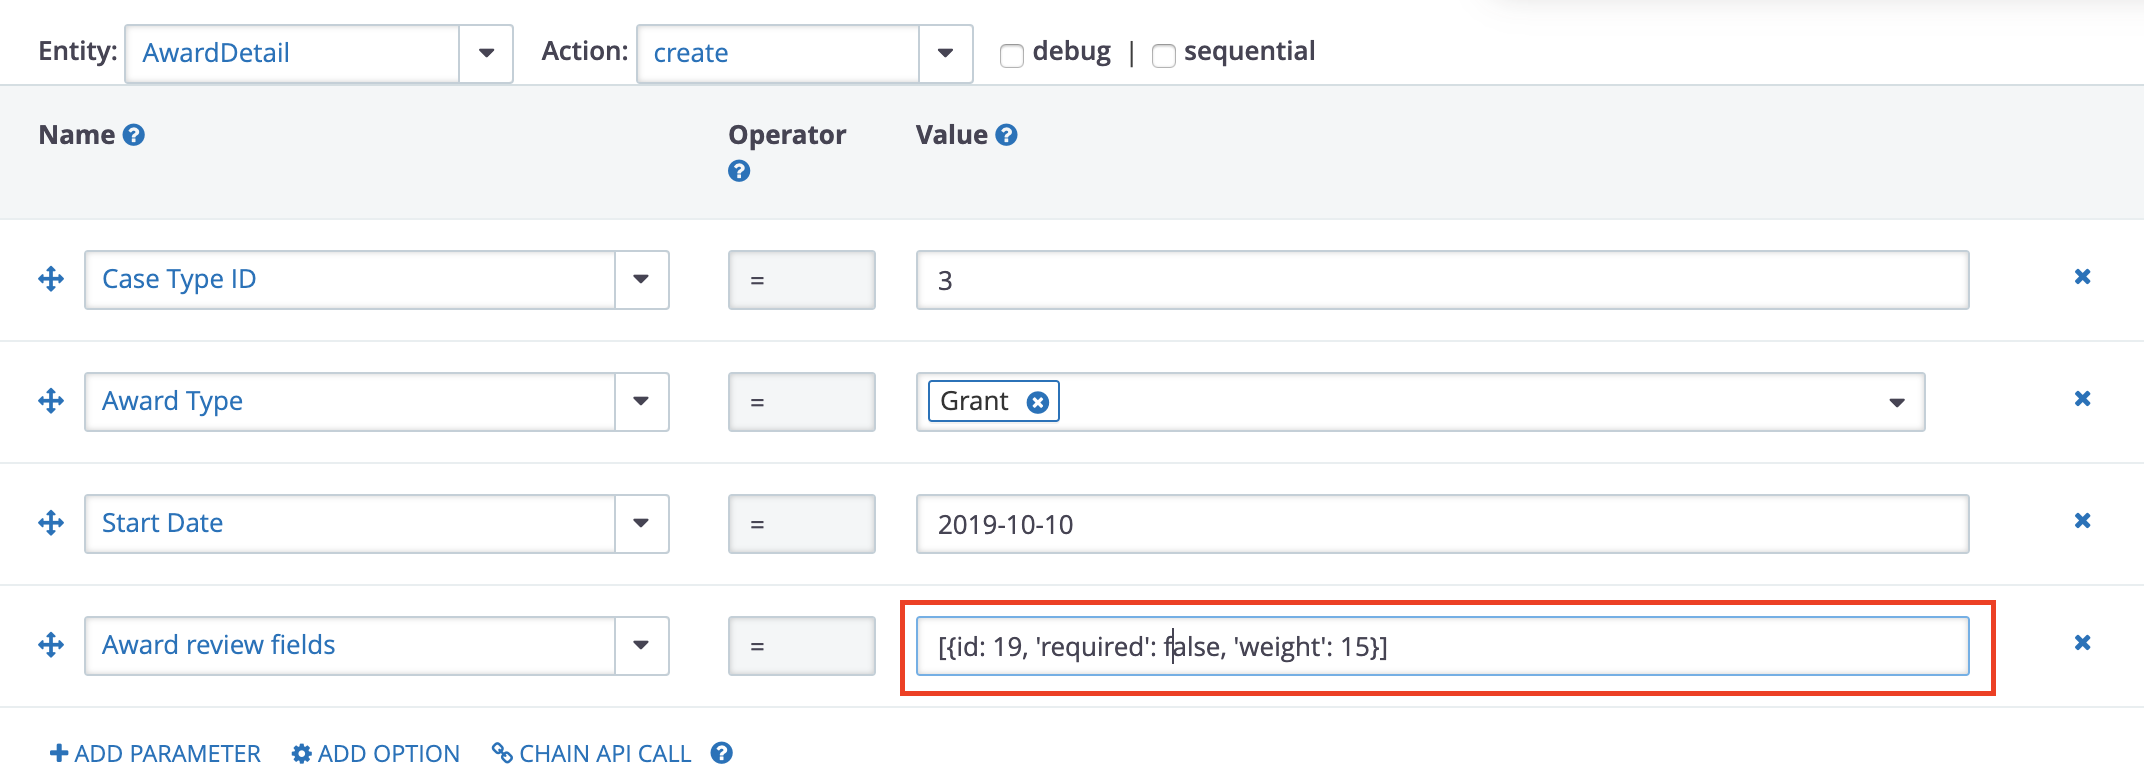 Entity: AwardDetail Action: create debug | sequential
Name ? Operator ? Value ?
Case Type ID = 3
Award Type = Grant
Start Date = 2019-10-10
Award review fields = [{id: 19, 'required': false, 'weight': 15}]
ADD PARAMETER ADD OPTION CHAIN API CALL ?